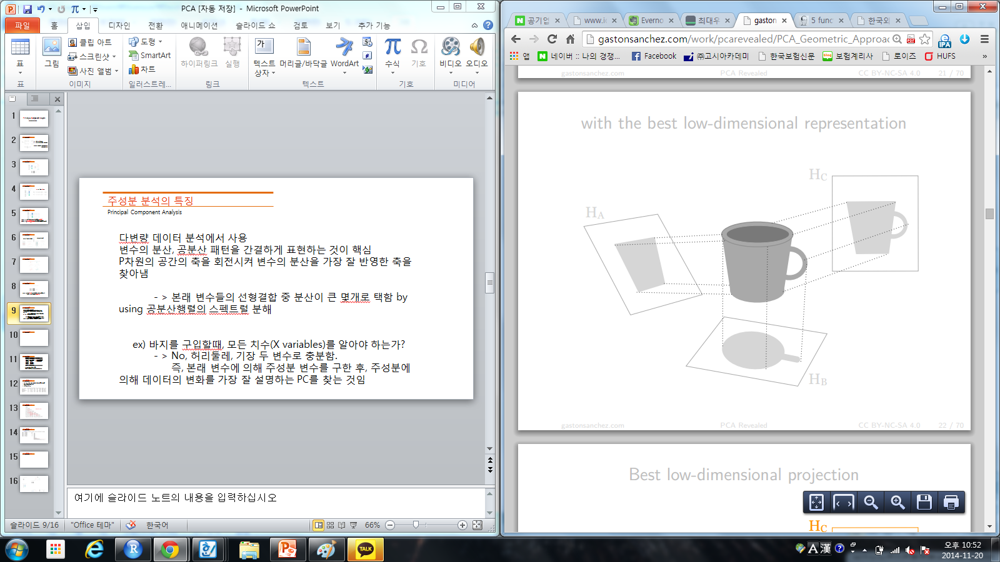 PCA [자동 저장] - Microsoft PowerPoint
파일 홈 삽입 디자인 전환 애니메이션 슬라이드 쇼 검토 보기 추가 기능
표
그림
클립 아트
스크린샷
사진 앨범
도형
SmartArt
차트
하이퍼링크
실행
텍스트 상자
머리글/바닥글
WordArt
수식
기호
비디오
오디오
표 이미지 일러스트레... 링크 텍스트 기호 미디어
1
2
3
4
5
6
7
8
9
10
11
12
13
14
15
16
주성분 분석의 특징
Principal Component Analysis
다변량 데이터 분석에서 사용
변수의 분산, 공분산 패턴을 간결하게 표현하는 것이 핵심
P차원의 공간의 축을 회전시켜 변수의 분산을 가장 잘 반영한 축을
찾아냄
- > 본래 변수들의 선형결합 중 분산이 큰 몇개로 택함 by
using 공분산행렬의 스펙트럴 분해
ex) 바지를 구입할때, 모든 치수(X variables)를 알아야 하는가?
- > No, 허리둘레, 기장 두 변수로 충분함.
즉, 본래 변수에 의해 주성분 변수를 구한 후, 주성분에
의해 데이터의 변화를 가장 잘 설명하는 PC를 찾는 것임
여기에 슬라이드 노트의 내용을 입력하십시오
슬라이드 9/16 "Office 테마" 한국어 66%
공기업 www.i Everno 최대우 gaston 5 func 한국외
gastonsanchez.com/work/pcarevealed/PCA_Geometric_Approac
앱 네이버 :: 나의 경쟁... Facebook ㈜고시아카데미 한국보험신문 보험계리사 로이즈 HUFS »
gastonsanchez.com PCA Revealed CC BY-NC-SA 4.0 21 / 70
with the best low-dimensional representation
HC
HA
HB
gastonsanchez.com PCA Revealed CC BY-NC-SA 4.0 22 / 70
Best low-dimensional projection
HC
TALK
A 漢
오후 10:52
2014-11-20